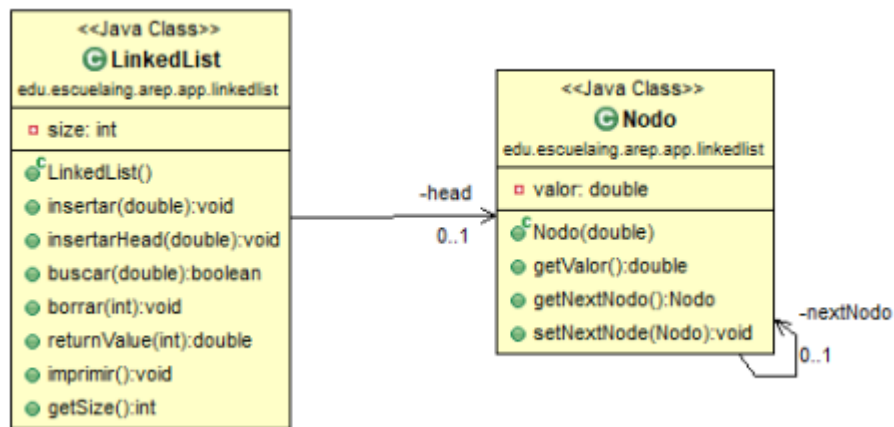 <<Java Class>>
LinkedList
edu.escuelaing.arep.app.linkedlist
size: int
LinkedList()
insertar(double):void
insertarHead(double):void
buscar(double):boolean
borrar(int):void
returnValue(int):double
imprimir():void
getSize():int
-head
0..1
<<Java Class>>
Nodo
edu.escuelaing.arep.app.linkedlist
valor: double
Nodo(double)
getValor():double
getNextNodo():Nodo
setNextNode(Nodo):void
-nextNodo
0..1